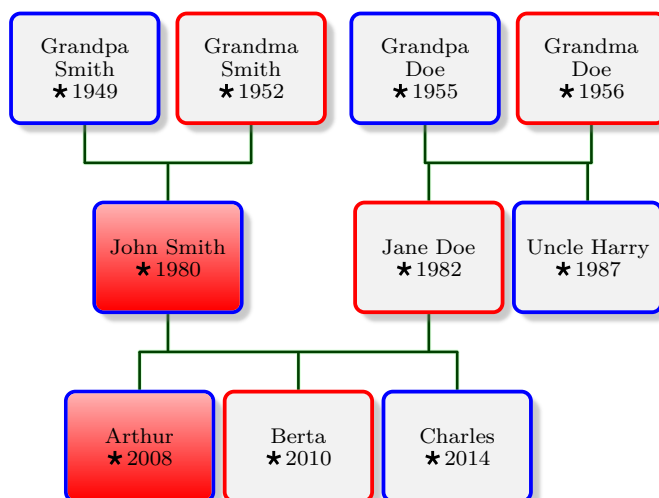 Grandpa
Smith
★1949
Grandma
Smith
★1952
Grandpa
Doe
★1955
Grandma
Doe
★1956
John Smith
★1980
Jane Doe
★1982
Uncle Harry
★1987
Arthur
★2008
Berta
★2010
Charles
★2014